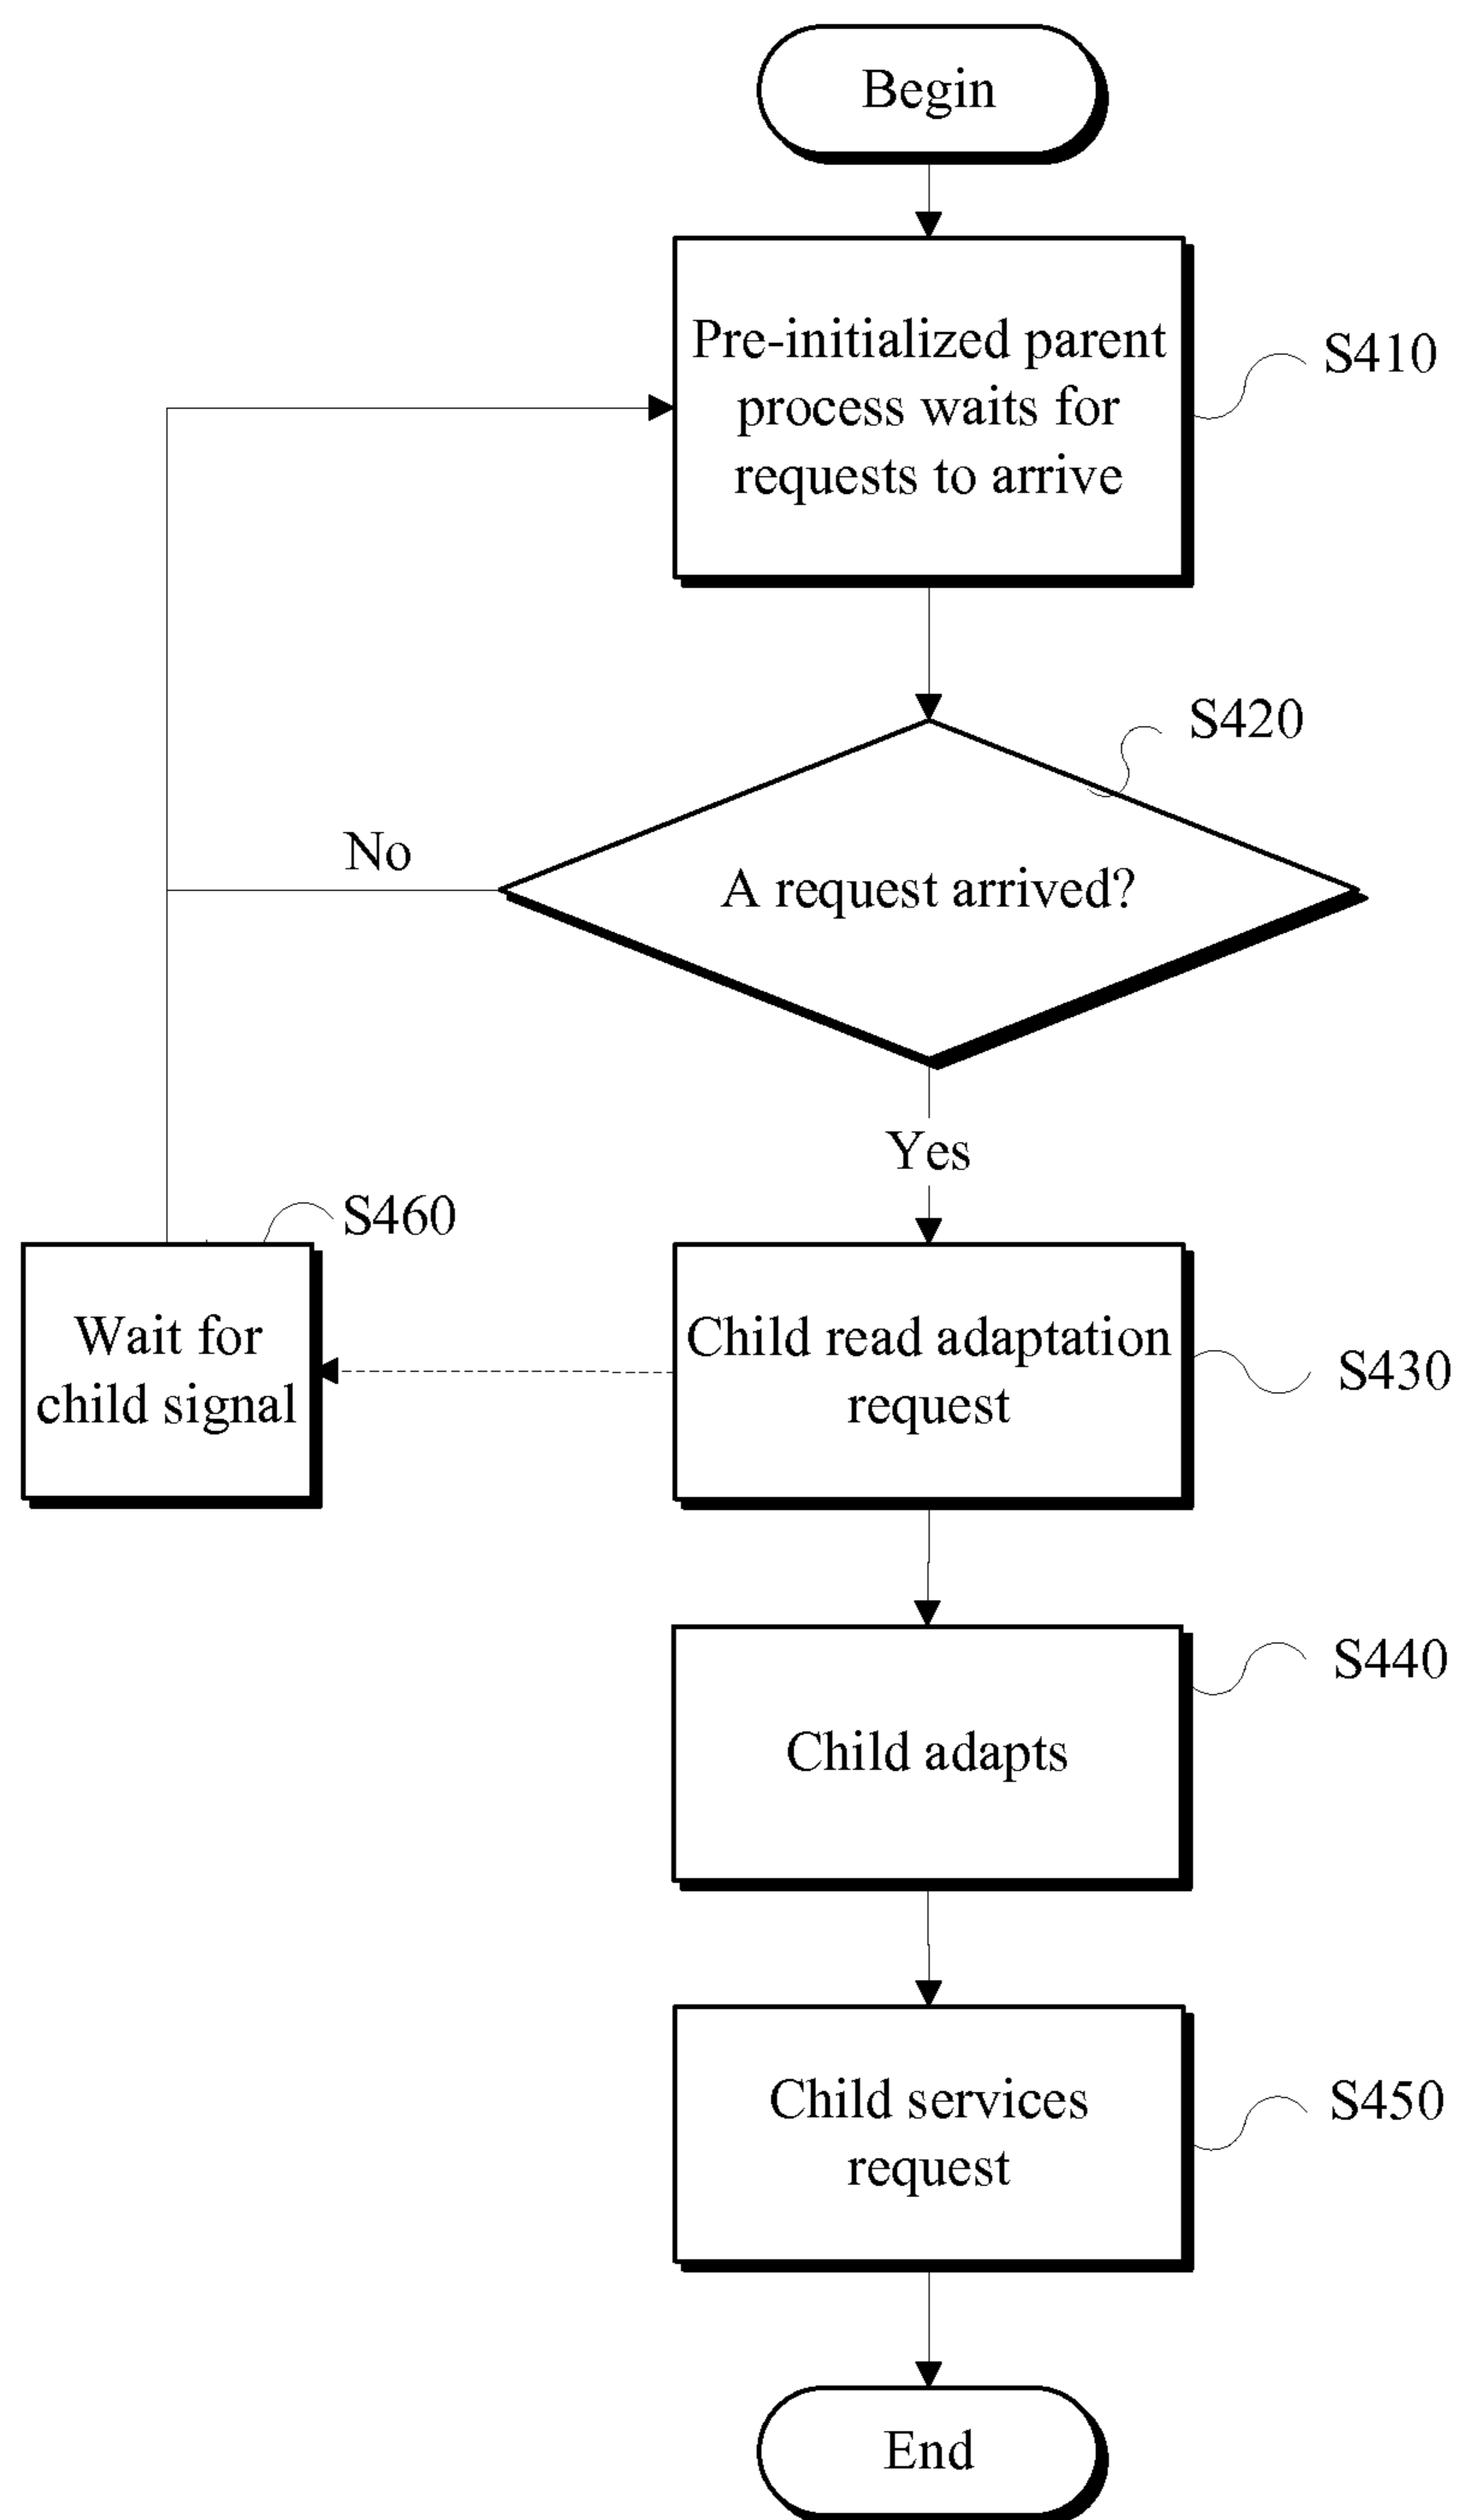 Begin
Pre-initialized parent
process waits for
requests to arrive
S410
S420
A request arrived?
No
Yes
S460
Wait for
child signal
Child read adaptation
request
S430
Child adapts
S440
Child services
request
S450
End